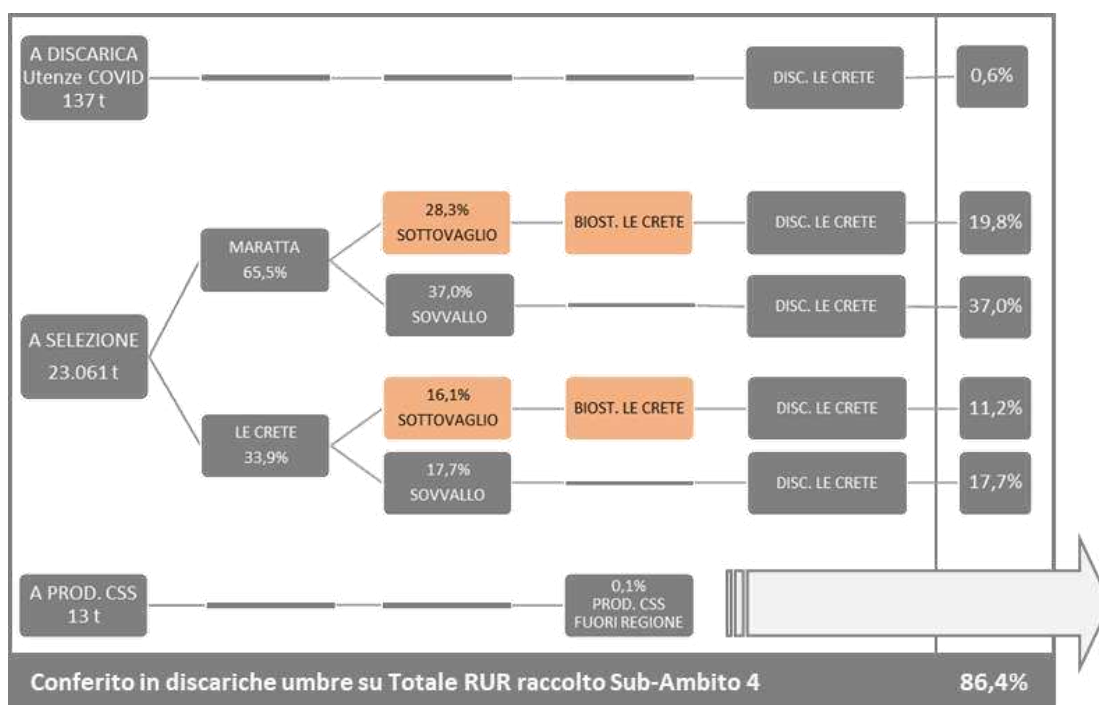 A DISCARICA
Utenze COVID
137 t
DISC. LE CRETE
0,6%
28,3%
SOTTOVAGLIO
BIOST. LE CRETE
DISC. LE CRETE
19,8%
MARATTA
65,5%
37,0%
SOVVALLO
DISC. LE CRETE
37,0%
A SELEZIONE
23.061 t
16,1%
SOTTOVAGLIO
BIOST. LE CRETE
DISC. LE CRETE
11,2%
LE CRETE
33,9%
17,7%
SOVVALLO
DISC. LE CRETE
17,7%
A PROD. CSS
13 t
0,1%
PROD. CSS
FUORI REGIONE
Conferito in discariche umbre su Totale RUR raccolto Sub-Ambito 4 86,4%